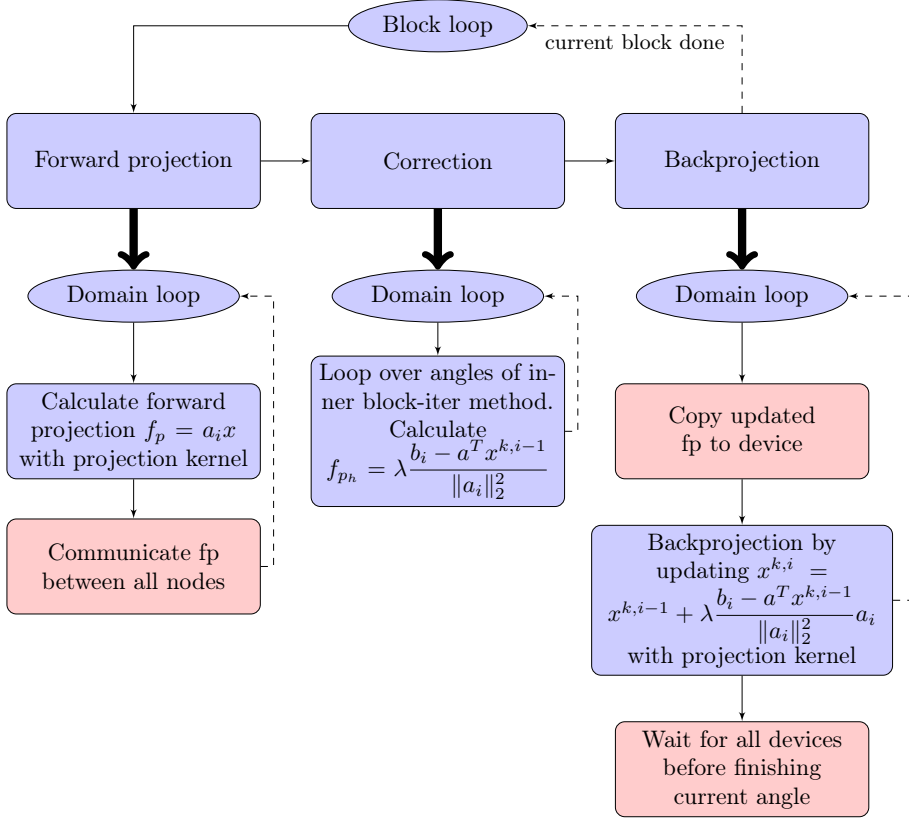 Block loop
current block done
Forward projection
Correction
Backprojection
Domain loop
Calculate forward
projection $f_p = a_i x$
with projection kernel
Communicate fp
between all nodes
Domain loop
Loop over angles of in-
ner block-iter method.
Calculate
$f_{p_h} = \lambda \dfrac{b_i - a^T x^{k,i-1}}{\|a_i\|_2^2}$
Domain loop
Copy updated
fp to device
Backprojection by
updating $x^{k,i} =$
$x^{k,i-1} + \lambda \dfrac{b_i - a^T x^{k,i-1}}{\|a_i\|_2^2} a_i$
with projection kernel
Wait for all devices
before finishing
current angle